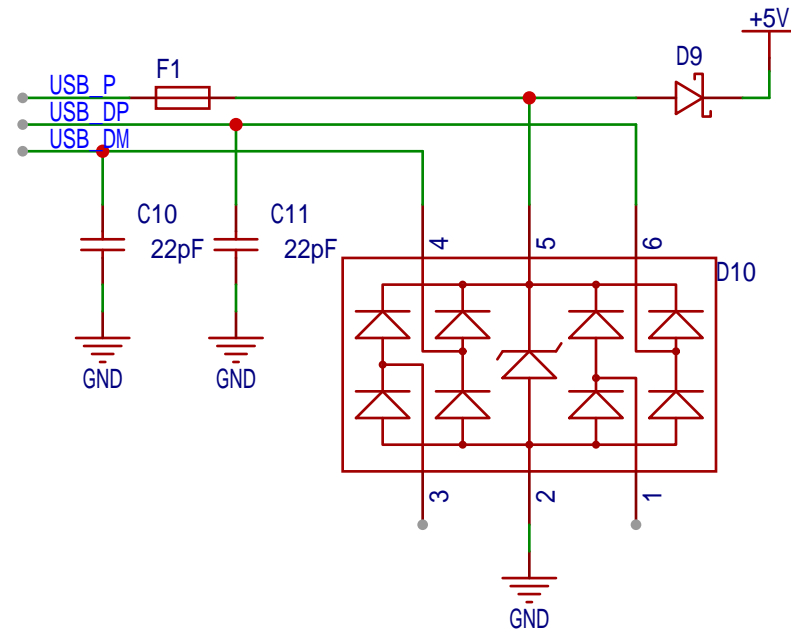 +5V
D9
F1
USB_P
USB_DP
USB_DM
C10
22pF
C11
22pF
4
5
6
D10
GND
GND
3
2
1
GND